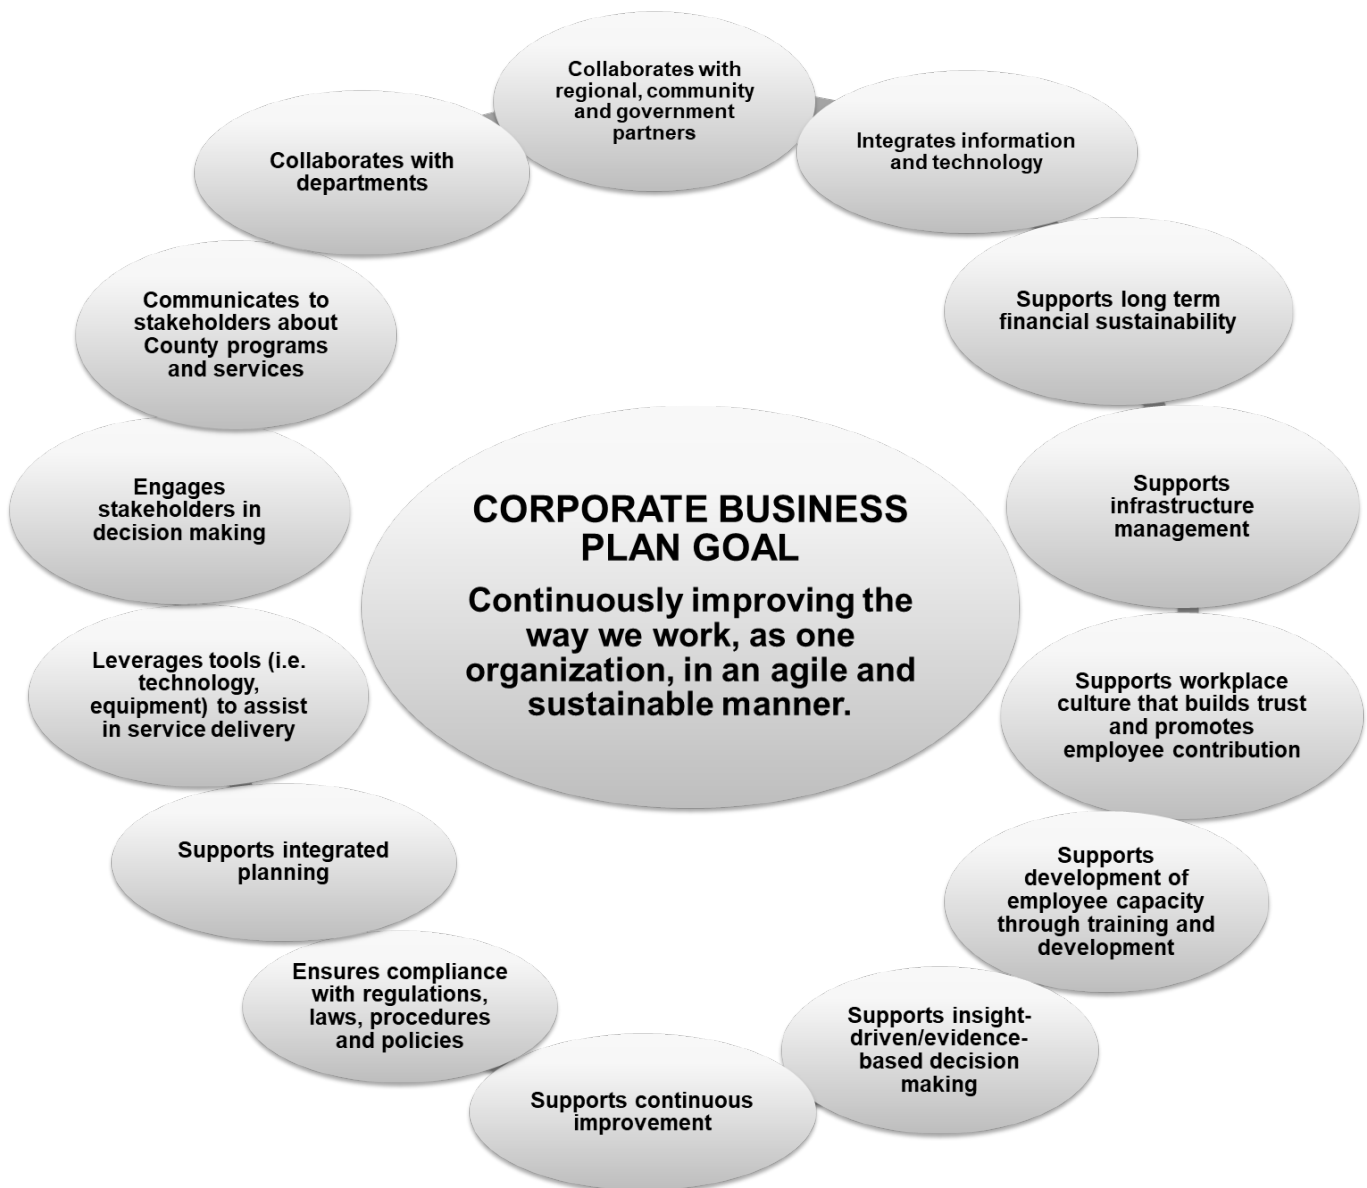 Collaborates with
regional, community
and government
partners
Integrates information
and technology
Supports long term
financial sustainability
Supports
infrastructure
management
Supports workplace
culture that builds trust
and promotes
employee contribution
Supports
development of
employee capacity
through training and
development
Supports insight-
driven/evidence-
based decision
making
Supports continuous
improvement
Ensures compliance
with regulations,
laws, procedures
and policies
Supports integrated
planning
Leverages tools (i.e.
technology,
equipment) to assist
in service delivery
Engages
stakeholders in
decision making
Communicates to
stakeholders about
County programs
and services
Collaborates with
departments
CORPORATE BUSINESS
PLAN GOAL
Continuously improving the
way we work, as one
organization, in an agile and
sustainable manner.